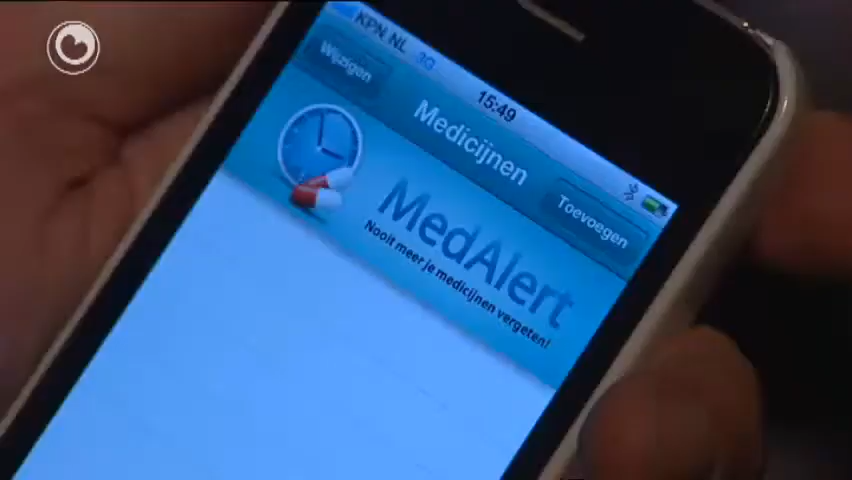 KPN NL 3G
15:49
Wijzigen
Medicijnen
Toevoegen
MedAlert
Nooit meer je medicijnen vergeten!